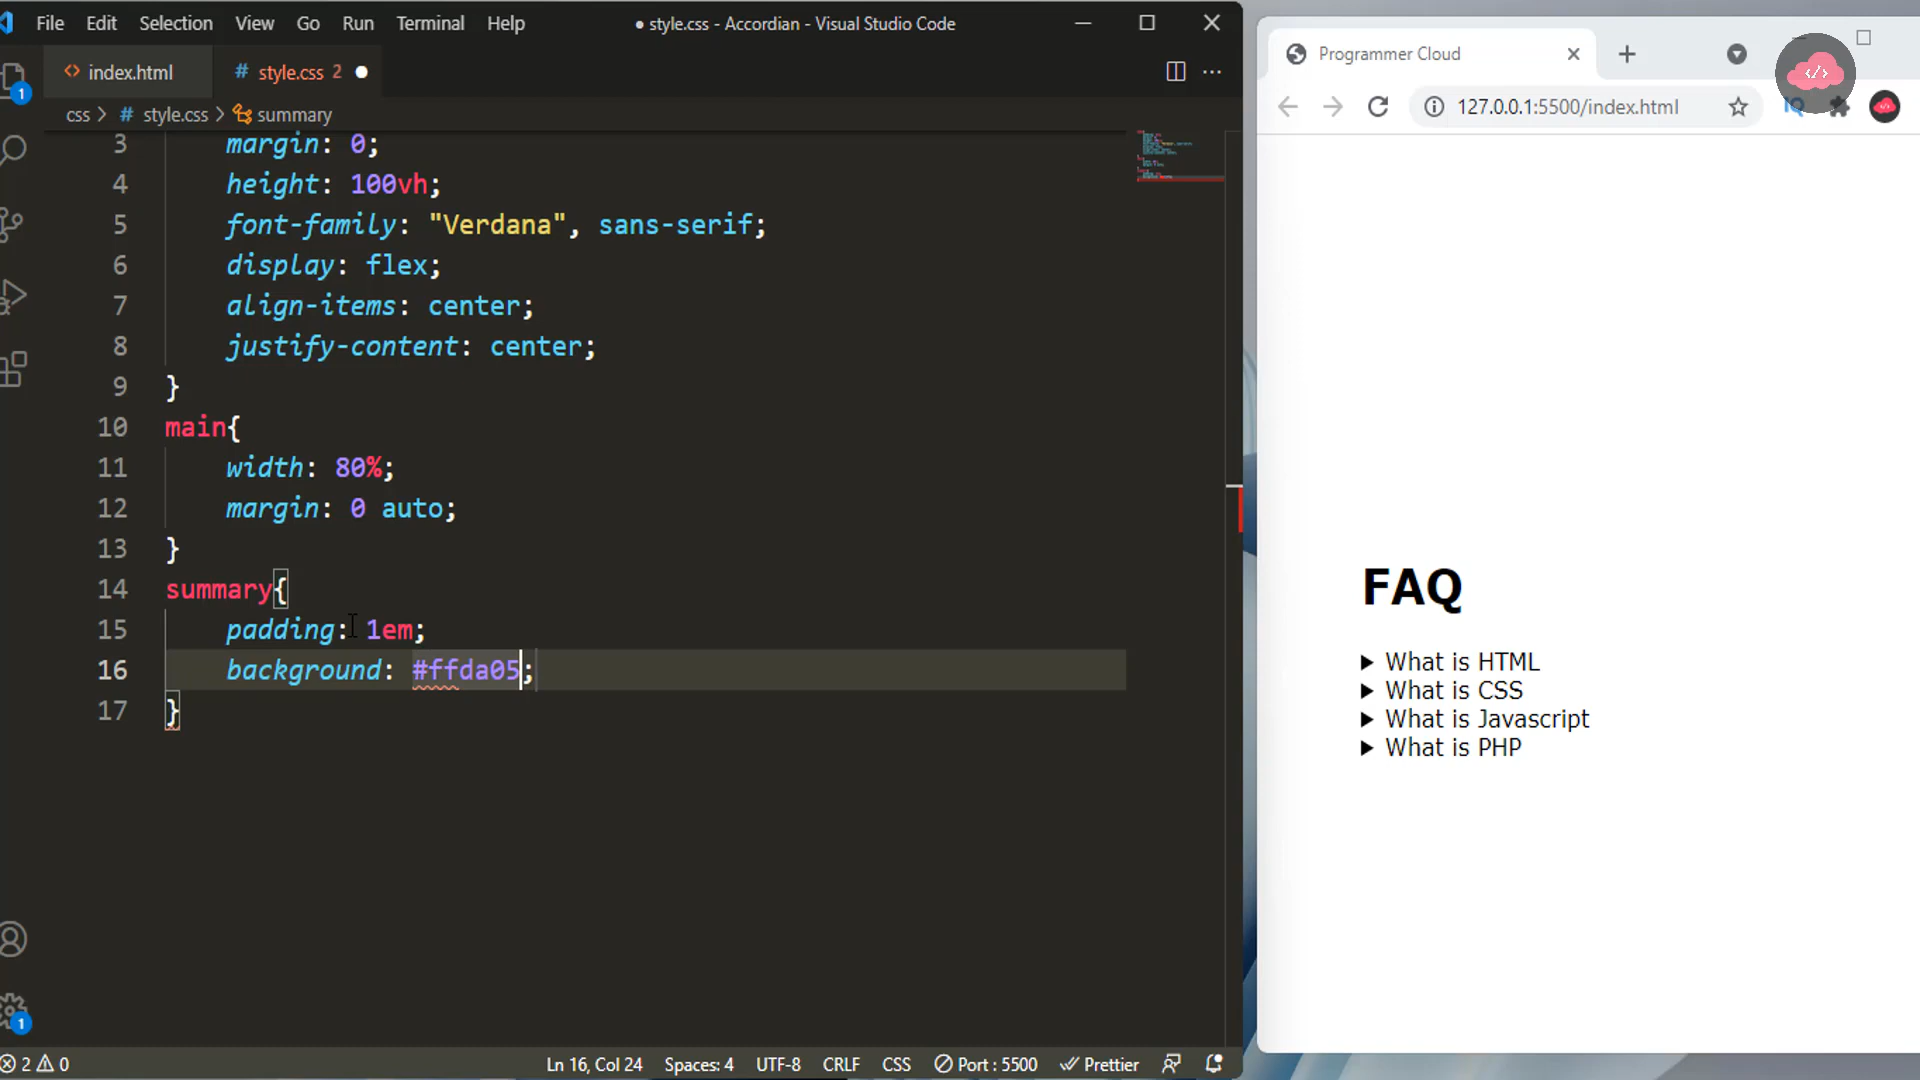 File Edit Selection View Go Run Terminal Help ● style.css - Accordian - Visual Studio Code
index.html # style.css 2
css > # style.css > summary
3 margin: 0;
4 height: 100vh;
5 font-family: "Verdana", sans-serif;
6 display: flex;
7 align-items: center;
8 justify-content: center;
9 }
10 main{
11 width: 80%;
12 margin: 0 auto;
13 }
14 summary{
15 padding: 1em;
16 background: #ffda05;
17 }
1
1
2 0 Ln 16, Col 24 Spaces: 4 UTF-8 CRLF CSS Port : 5500 Prettier
Programmer Cloud
127.0.0.1:5500/index.html
FAQ
What is HTML
What is CSS
What is Javascript
What is PHP